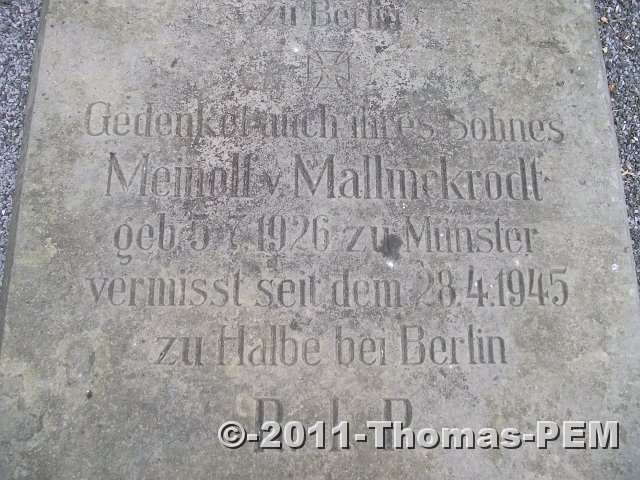 zu Berlin
Gedenket auch ihres Sohnes
Meinolf v. Mallinckrodt
geb. 5.7.1926 zu Münster
vermisst seit dem 28.4.1945
zu Halbe bei Berlin
R. I. P.
©-2011-Thomas-PEM